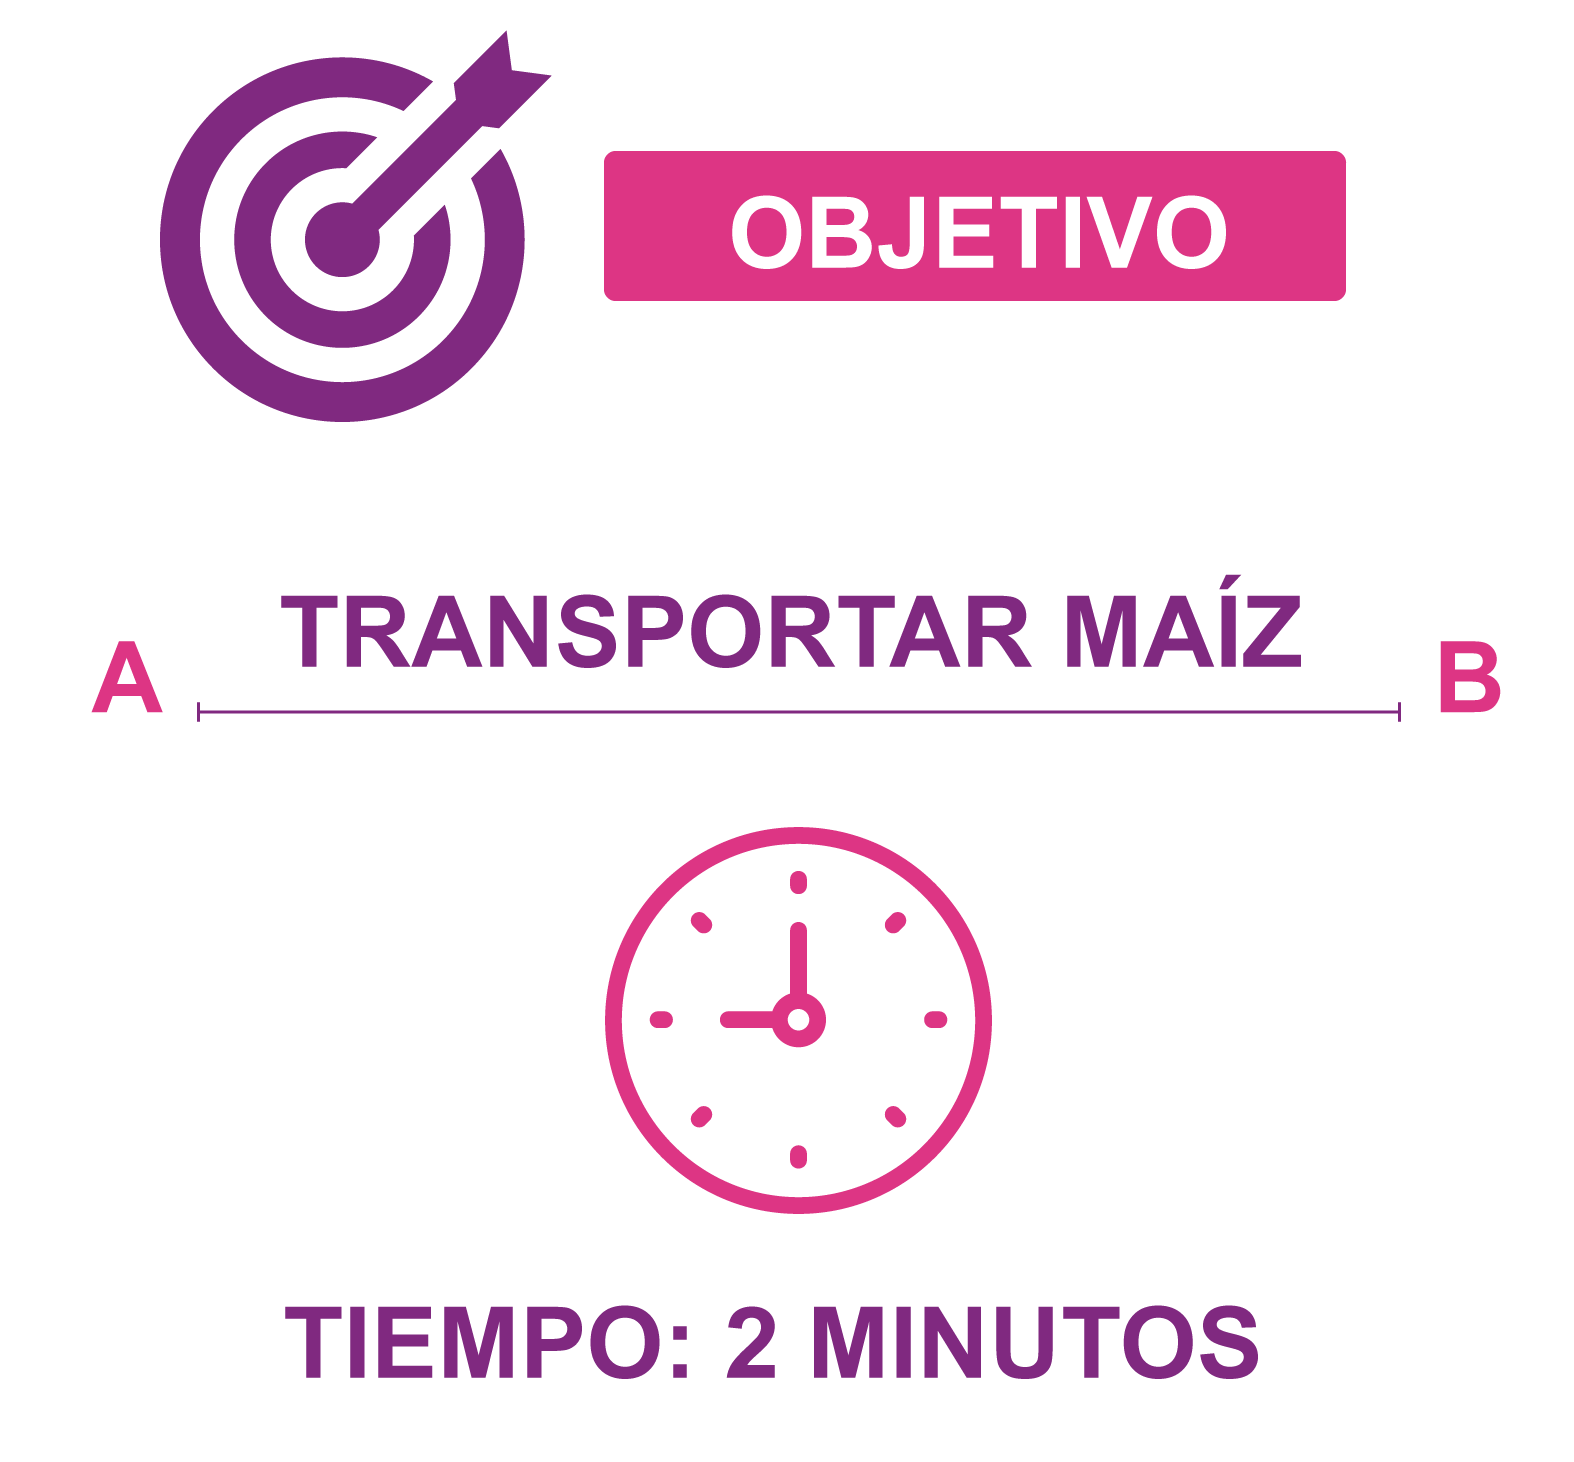 OBJETIVO
TRANSPORTAR MAÍZ
A
B
TIEMPO: 2 MINUTOS